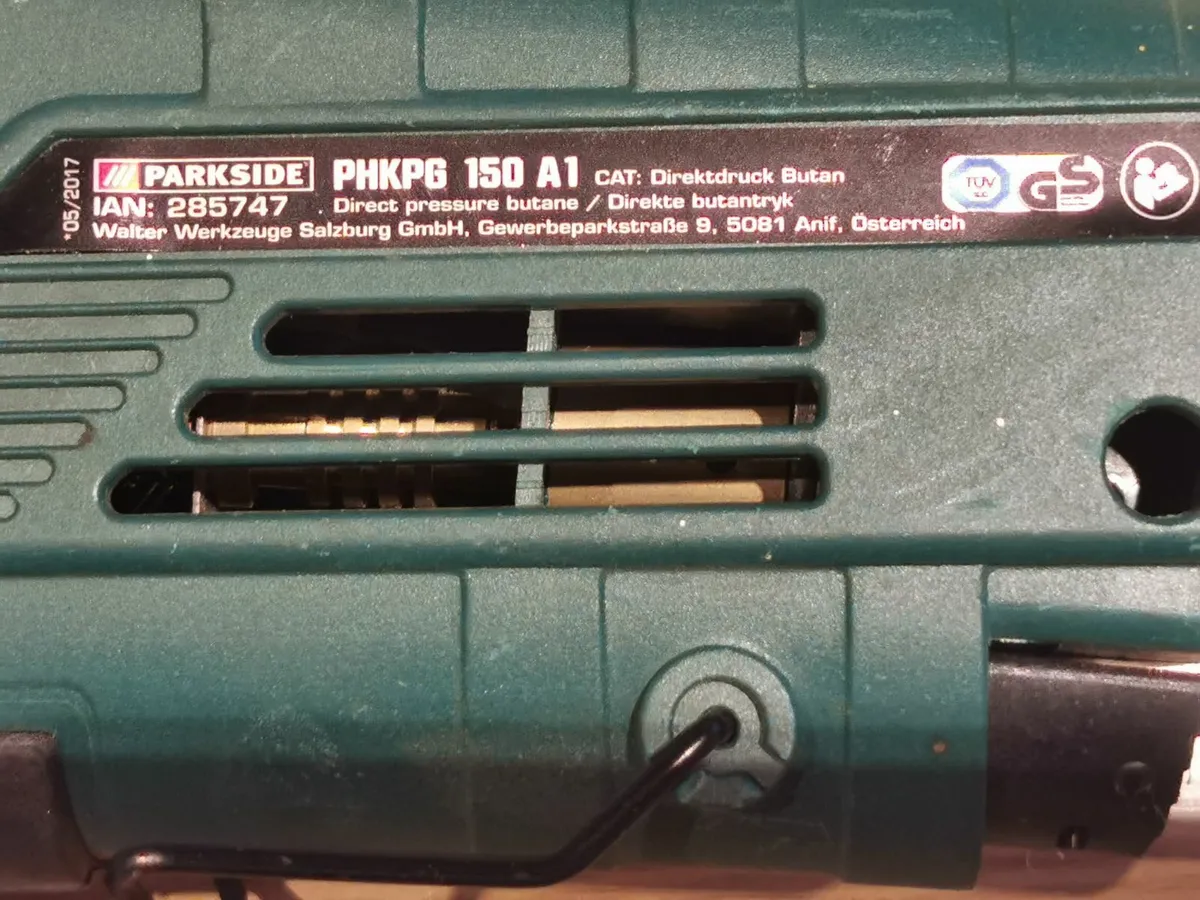 *05/2017
PARKSIDE PHKPG 150 A1 CAT: Direktdruck Butan
IAN: 285747 Direct pressure butane / Direkte butantryk
Walter Werkzeuge Salzburg GmbH, Gewerbeparkstraße 9, 5081 Anif, Österreich
TÜV
GS